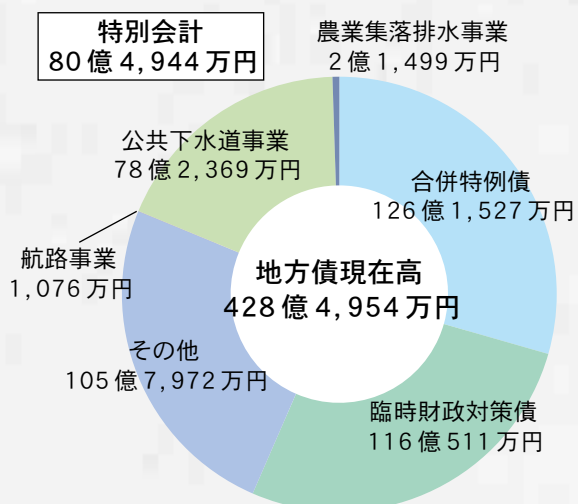 特別会計
80億4,944万円
農業集落排水事業
2億1,499万円
公共下水道事業
78億2,369万円
合併特例債
126億1,527万円
航路事業
1,076万円
地方債現在高
428億4,954万円
その他
105億7,972万円
臨時財政対策債
116億511万円